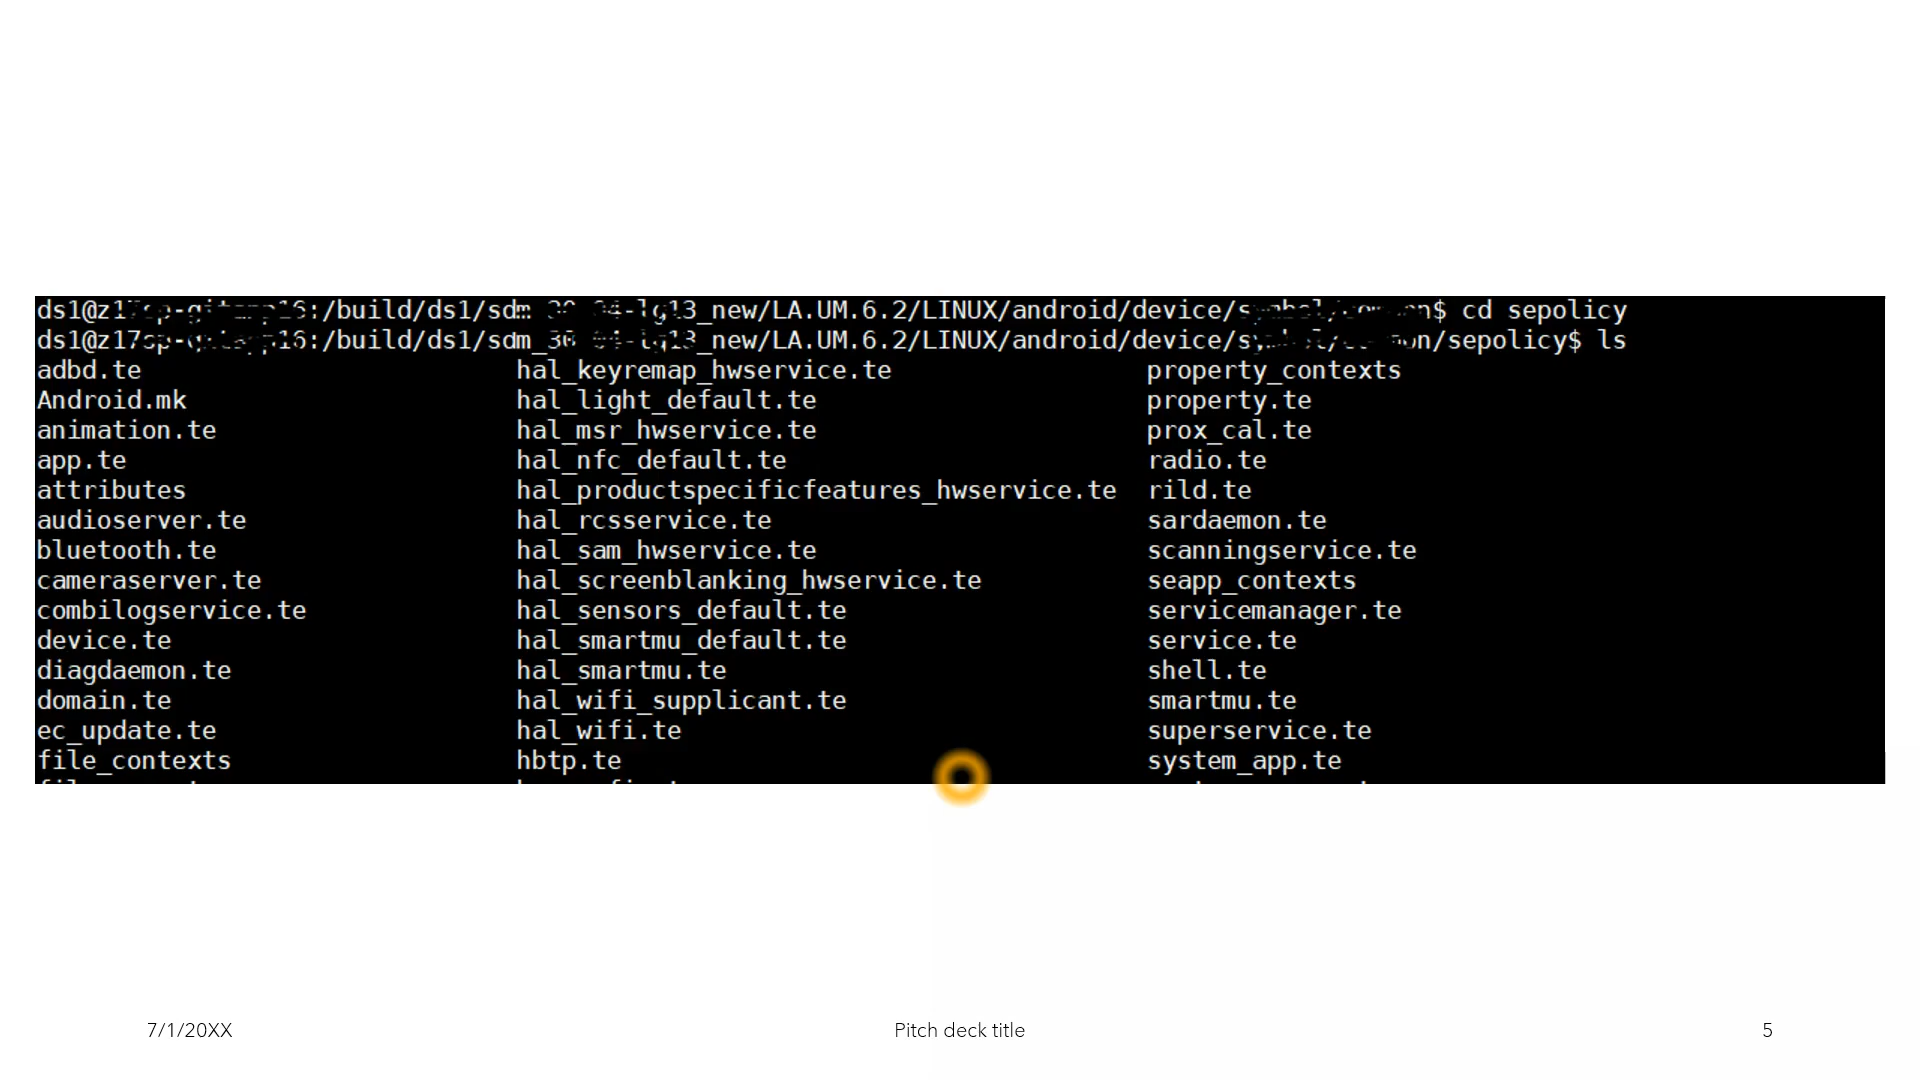 :/build/ds1/sdm new/LA.UM.6.2/LINUX/android/device/ $ cd sepolicy
:/build/ds1/sdm new/LA.UM.6.2/LINUX/android/device/ /sepolicy$ ls
adbd.te hal_keyremap_hwservice.te property_contexts
Android.mk hal_light_default.te property.te
animation.te hal_msr_hwservice.te prox_cal.te
app.te hal_nfc_default.te radio.te
attributes hal_productspecificfeatures_hwservice.te rild.te
audioserver.te hal_rcsservice.te sardaemon.te
bluetooth.te hal_sam_hwservice.te scanningservice.te
cameraserver.te hal_screenblanking_hwservice.te seapp_contexts
combilogservice.te hal_sensors_default.te servicemanager.te
device.te hal_smartmu_default.te service.te
diagdaemon.te hal_smartmu.te shell.te
domain.te hal_wifi_supplicant.te smartmu.te
ec_update.te hal_wifi.te superservice.te
file_contexts hbtp.te system_app.te
7/1/20XX Pitch deck title 5